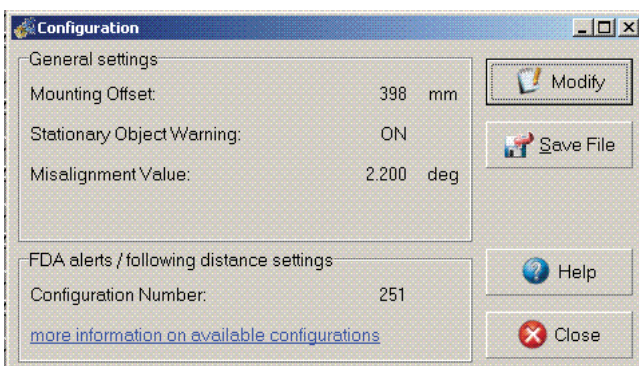 Configuration
General settings
Mounting Offset: 398 mm
Stationary Object Warning: ON
Misalignment Value: 2.200 deg
FDA alerts / following distance settings
Configuration Number: 251
more information on available configurations
Modify
Save File
Help
Close